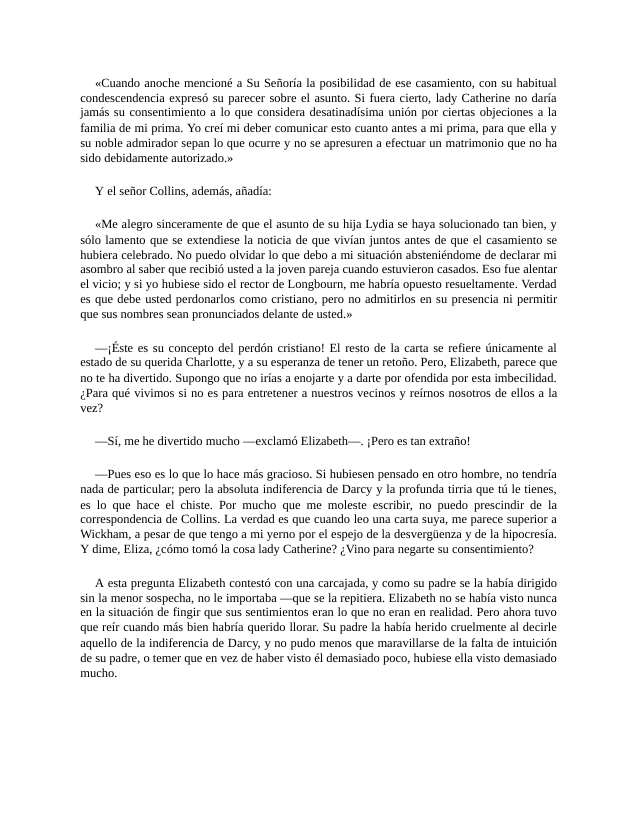 «Cuando anoche mencioné a Su Señoría la posibilidad de ese casamiento, con su habitual
condescendencia expresó su parecer sobre el asunto. Si fuera cierto, lady Catherine no daría
jamás su consentimiento a lo que considera desatinadísima unión por ciertas objeciones a la
familia de mi prima. Yo creí mi deber comunicar esto cuanto antes a mi prima, para que ella y
su noble admirador sepan lo que ocurre y no se apresuren a efectuar un matrimonio que no ha
sido debidamente autorizado.»
Y el señor Collins, además, añadía:
«Me alegro sinceramente de que el asunto de su hija Lydia se haya solucionado tan bien, y
sólo lamento que se extendiese la noticia de que vivían juntos antes de que el casamiento se
hubiera celebrado. No puedo olvidar lo que debo a mi situación absteniéndome de declarar mi
asombro al saber que recibió usted a la joven pareja cuando estuvieron casados. Eso fue alentar
el vicio; y si yo hubiese sido el rector de Longbourn, me habría opuesto resueltamente. Verdad
es que debe usted perdonarlos como cristiano, pero no admitirlos en su presencia ni permitir
que sus nombres sean pronunciados delante de usted.»
—¡Éste es su concepto del perdón cristiano! El resto de la carta se refiere únicamente al
estado de su querida Charlotte, y a su esperanza de tener un retoño. Pero, Elizabeth, parece que
no te ha divertido. Supongo que no irías a enojarte y a darte por ofendida por esta imbecilidad.
¿Para qué vivimos si no es para entretener a nuestros vecinos y reírnos nosotros de ellos a la
vez?
—Sí, me he divertido mucho —exclamó Elizabeth—. ¡Pero es tan extraño!
—Pues eso es lo que lo hace más gracioso. Si hubiesen pensado en otro hombre, no tendría
nada de particular; pero la absoluta indiferencia de Darcy y la profunda tirria que tú le tienes,
es lo que hace el chiste. Por mucho que me moleste escribir, no puedo prescindir de la
correspondencia de Collins. La verdad es que cuando leo una carta suya, me parece superior a
Wickham, a pesar de que tengo a mi yerno por el espejo de la desvergüenza y de la hipocresía.
Y dime, Eliza, ¿cómo tomó la cosa lady Catherine? ¿Vino para negarte su consentimiento?
A esta pregunta Elizabeth contestó con una carcajada, y como su padre se la había dirigido
sin la menor sospecha, no le importaba —que se la repitiera. Elizabeth no se había visto nunca
en la situación de fingir que sus sentimientos eran lo que no eran en realidad. Pero ahora tuvo
que reír cuando más bien habría querido llorar. Su padre la había herido cruelmente al decirle
aquello de la indiferencia de Darcy, y no pudo menos que maravillarse de la falta de intuición
de su padre, o temer que en vez de haber visto él demasiado poco, hubiese ella visto demasiado
mucho.